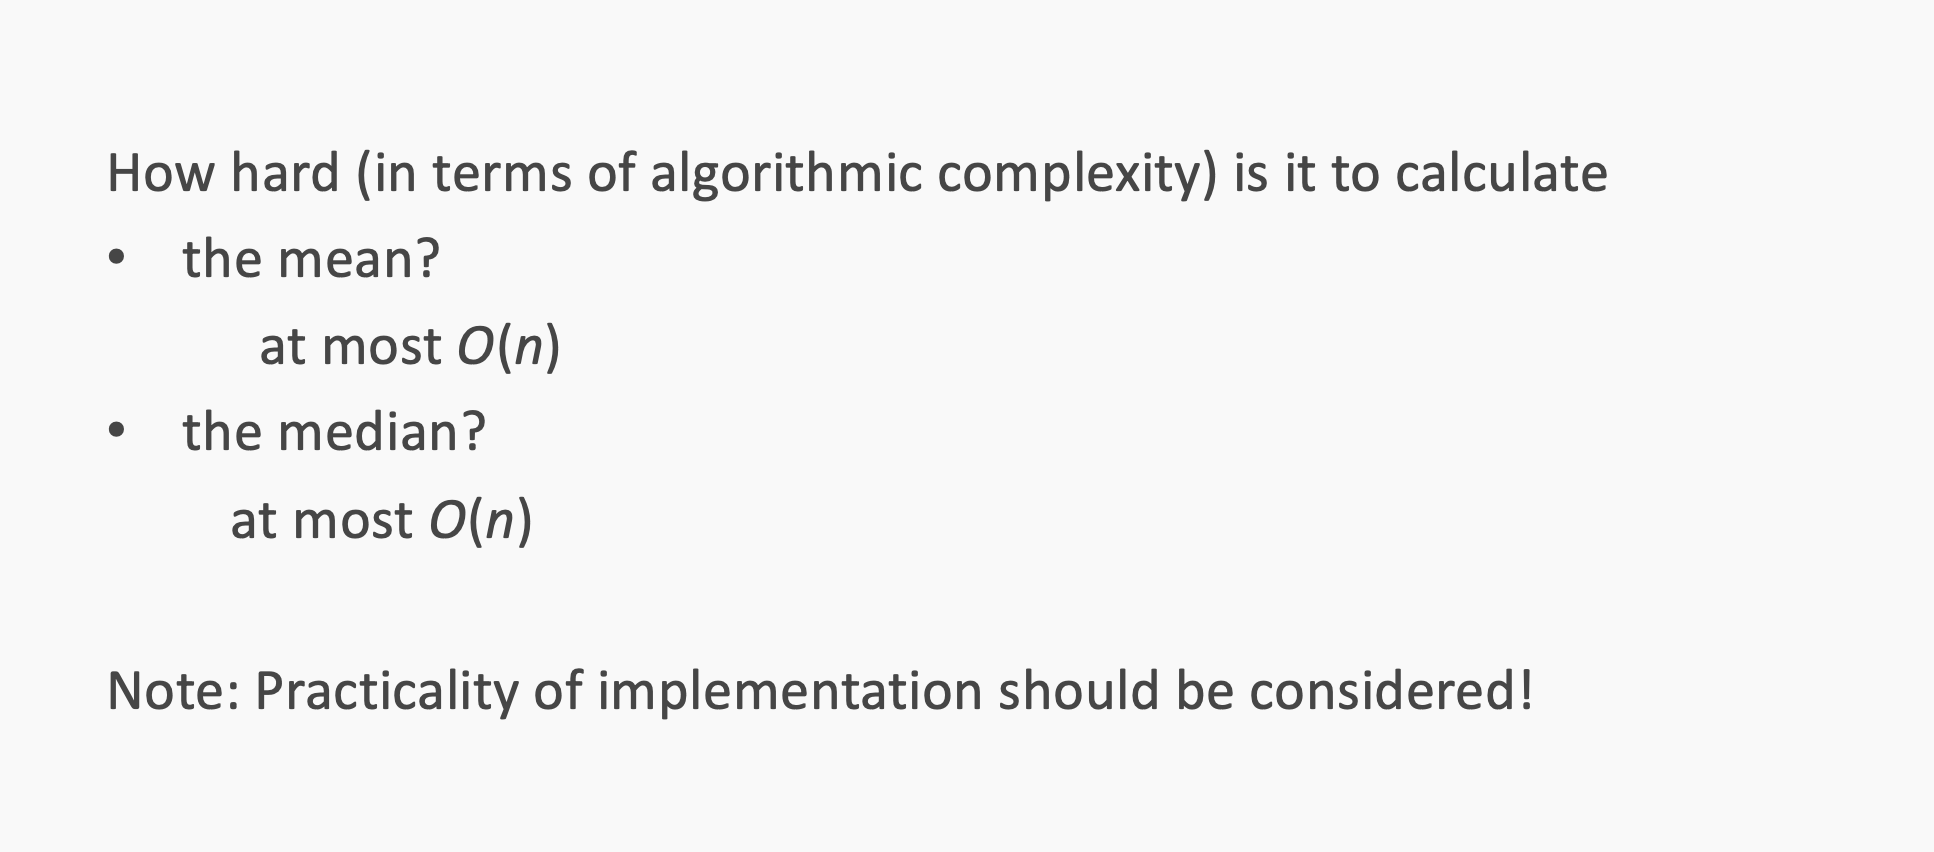 How hard (in terms of algorithmic complexity) is it to calculate
• the mean?
at most O(n)
• the median?
at most O(n)
Note: Practicality of implementation should be considered!